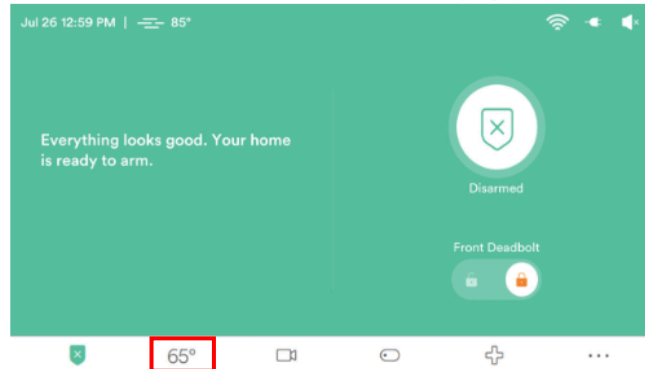 Jul 26 12:59 PM | 85°
Everything looks good. Your home
is ready to arm.
Disarmed
Front Deadbolt
65°